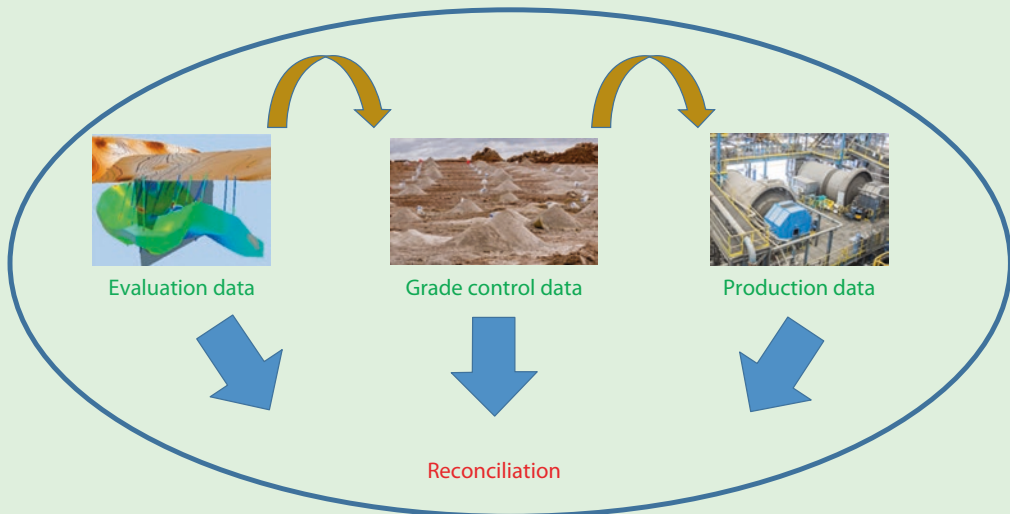 Evaluation data
Grade control data
Production data
Reconciliation